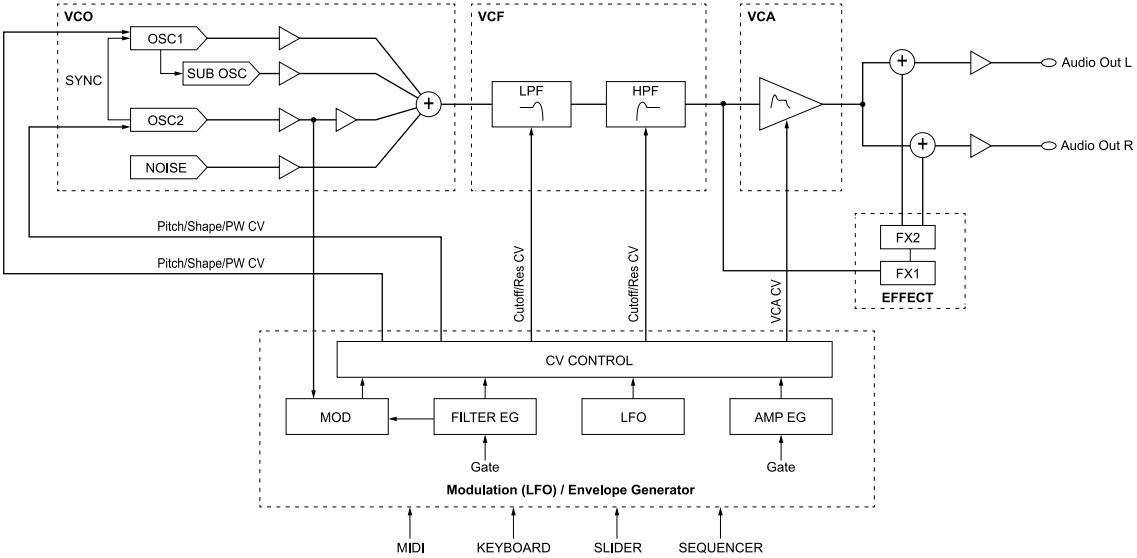 VCO
VCF
VCA
OSC1
SYNC
SUB OSC
OSC2
NOISE
+
LPF
HPF
+
+
Audio Out L
Audio Out R
Pitch/Shape/PW CV
Pitch/Shape/PW CV
Cutoff/Res CV
Cutoff/Res CV
VCA CV
FX2
FX1
EFFECT
CV CONTROL
MOD
FILTER EG
LFO
AMP EG
Gate
Gate
Modulation (LFO) / Envelope Generator
MIDI
KEYBOARD
SLIDER
SEQUENCER